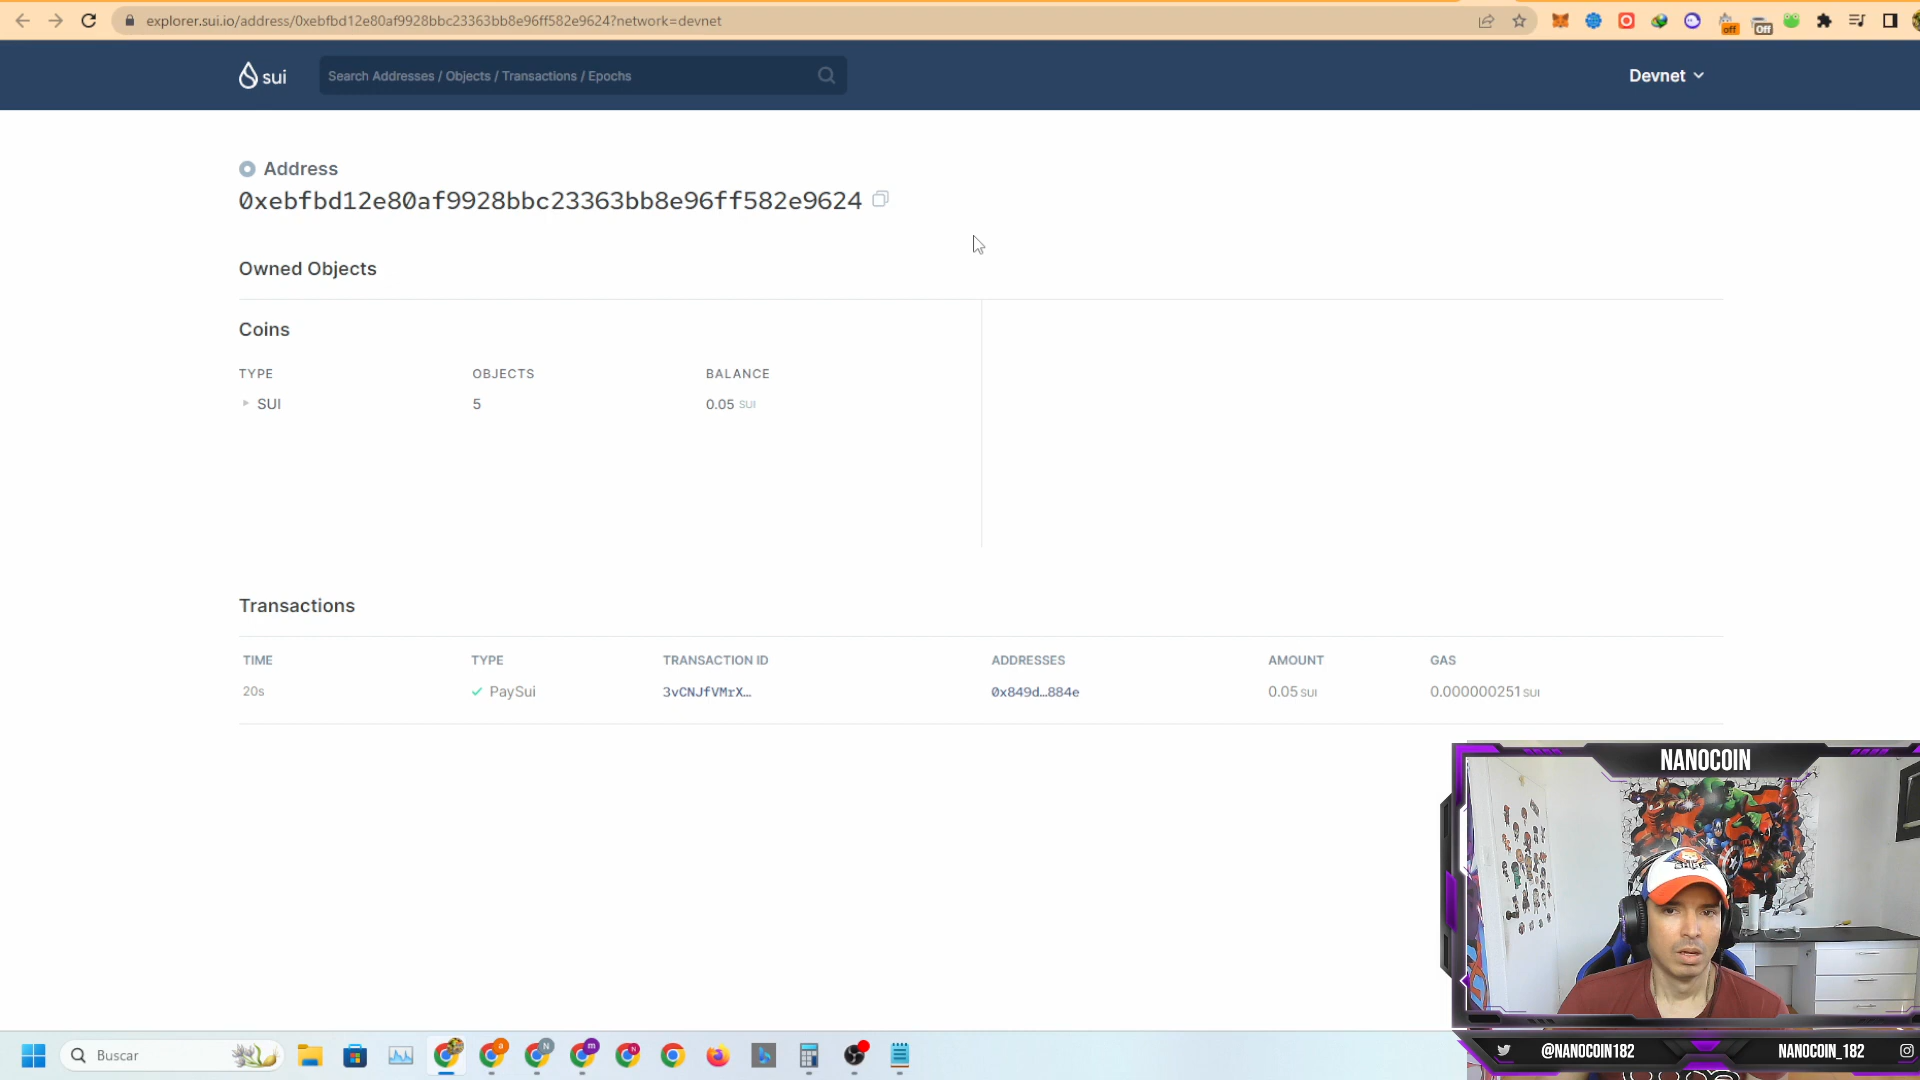 explorer.sui.io/address/0xebfbd12e80af9928bbc23363bb8e96ff582e9624?network=devnet
off
Off
sui
Search Addresses / Objects / Transactions / Epochs
Devnet
Address
0xebfbd12e80af9928bbc23363bb8e96ff582e9624
Owned Objects
Coins
TYPE OBJECTS BALANCE
SUI 5 0.05 SUI
Transactions
TIME TYPE TRANSACTION ID ADDRESSES AMOUNT GAS
20s PaySui 3vCNJfVMrX… 0x849d…884e 0.05 SUI 0.000000251 SUI
NANOCOIN
Buscar
@NANOCOIN182 NANOCOIN_182